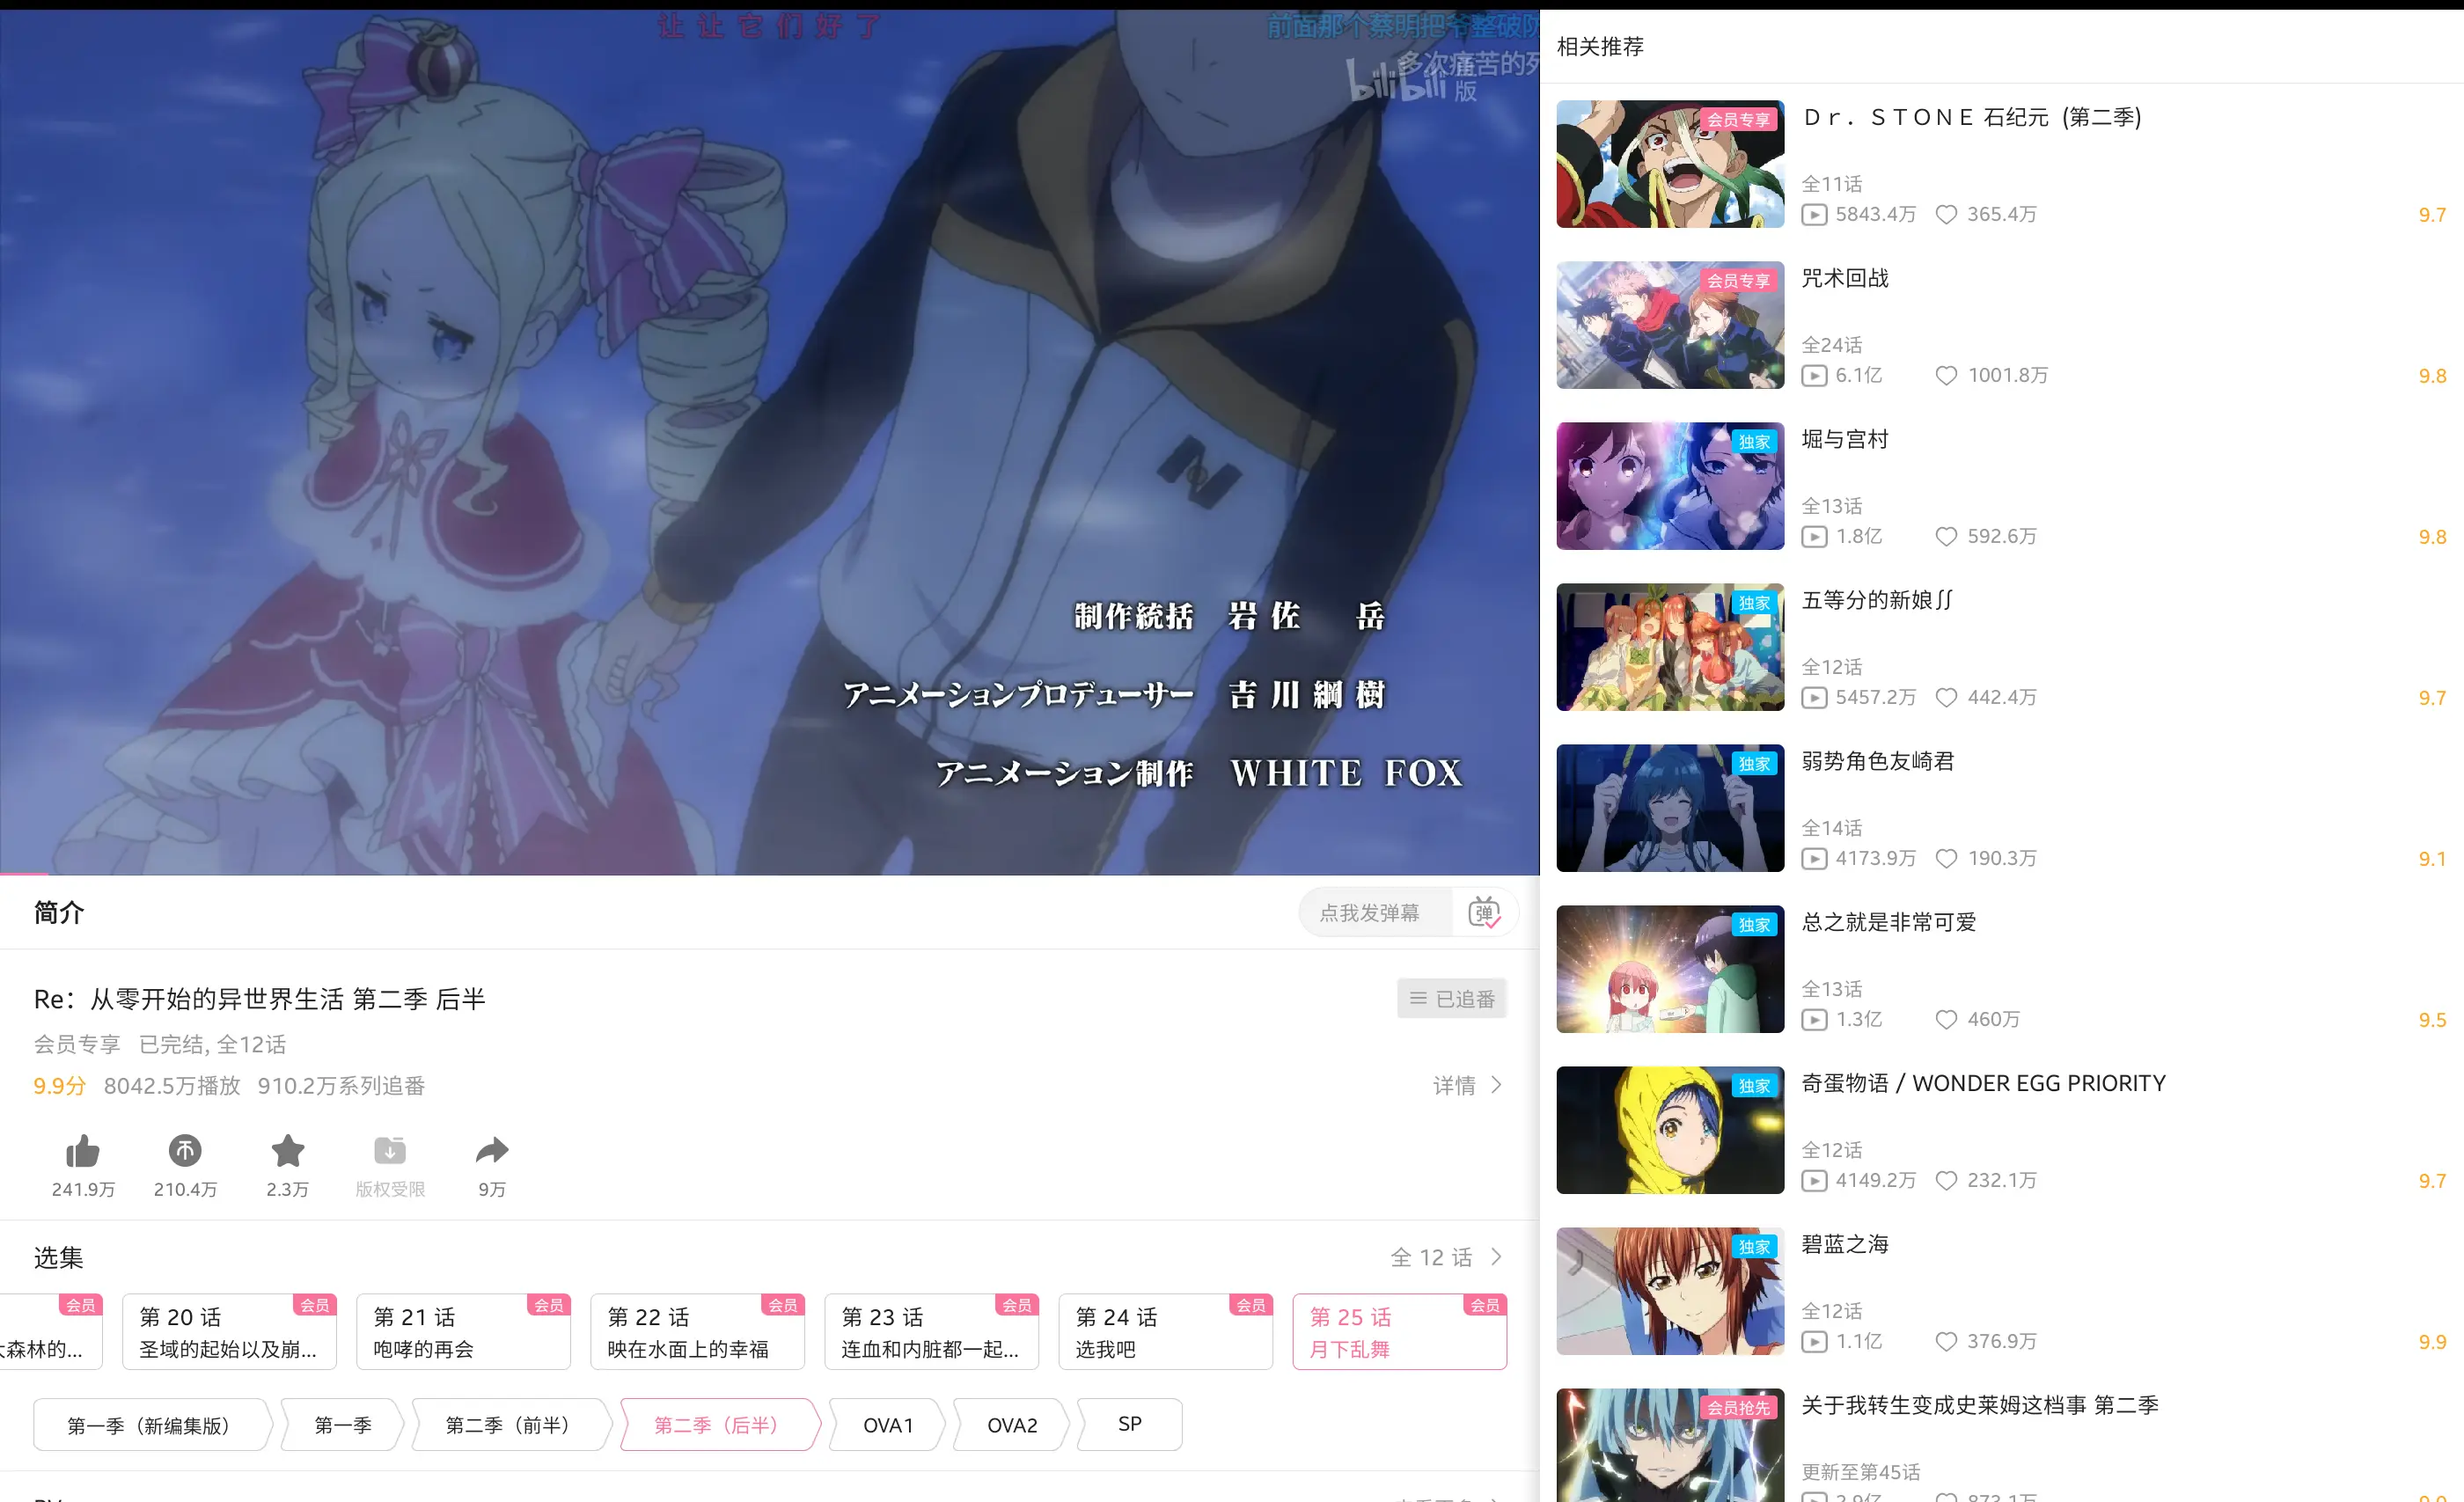 让让它们好了
前面那个蔡明把爷整破防
多次痛苦的死
bilibili
版
制作統括 岩佐 岳
アニメーションプロデューサー 吉川綱樹
アニメーション制作 WHITE FOX
简介
点我发弹幕
弹
Re：从零开始的异世界生活 第二季 后半
已追番
会员专享 已完结, 全12话
9.9分 8042.5万播放 910.2万系列追番
详情
241.9万 210.4万 2.3万 版权受限 9万
选集
全 12 话
会员
森林的...
会员
第 20 话
圣域的起始以及崩...
会员
第 21 话
咆哮的再会
会员
第 22 话
映在水面上的幸福
会员
第 23 话
连血和内脏都一起...
会员
第 24 话
选我吧
会员
第 25 话
月下乱舞
第一季（新编集版） 第一季 第二季（前半） 第二季（后半） OVA1 OVA2 SP
相关推荐
会员专享
Ｄｒ．ＳＴＯＮＥ 石纪元 (第二季)
全11话
5843.4万 365.4万
9.7
会员专享
咒术回战
全24话
6.1亿 1001.8万
9.8
独家
堀与宫村
全13话
1.8亿 592.6万
9.8
独家
五等分的新娘∬
全12话
5457.2万 442.4万
9.7
独家
弱势角色友崎君
全14话
4173.9万 190.3万
9.1
独家
总之就是非常可爱
全13话
1.3亿 460万
9.5
独家
奇蛋物语 / WONDER EGG PRIORITY
全12话
4149.2万 232.1万
9.7
独家
碧蓝之海
全12话
1.1亿 376.9万
9.9
会员抢先
关于我转生变成史莱姆这档事 第二季
更新至第45话